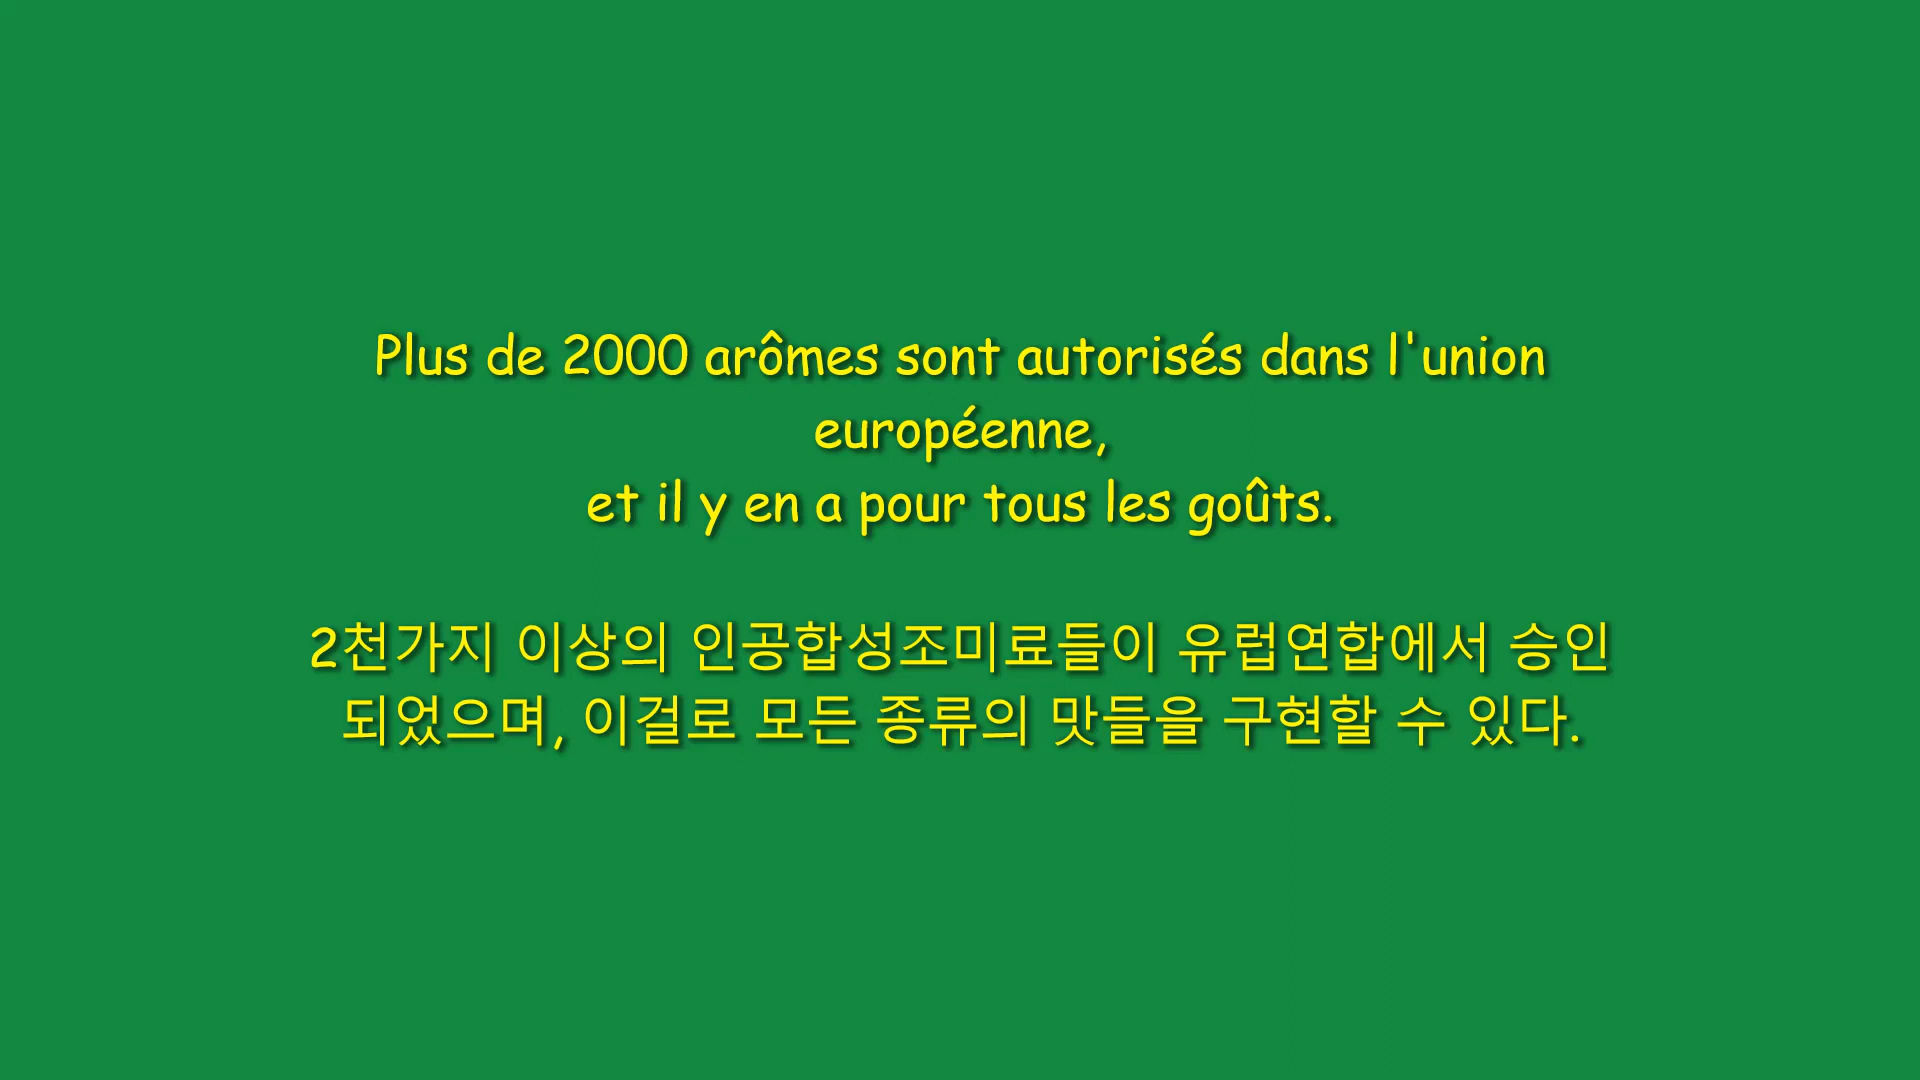 Plus de 2000 arômes sont autorisés dans l'union
européenne,
et il y en a pour tous les goûts.
2천가지 이상의 인공합성조미료들이 유럽연합에서 승인
되었으며, 이걸로 모든 종류의 맛들을 구현할 수 있다.